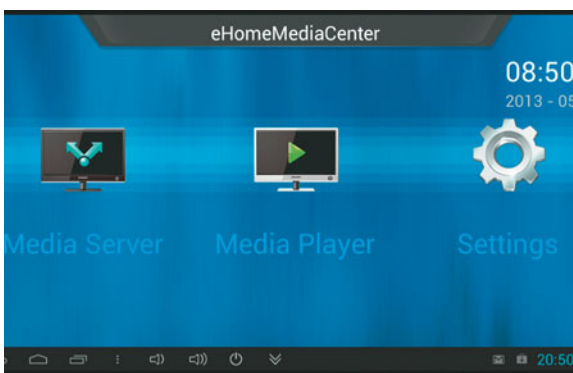 eHomeMediaCenter
08:50
2013 - 05
Media Server
Media Player
Settings
20:50